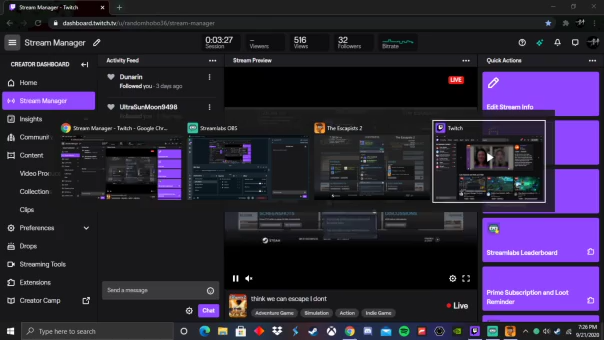 Stream Manager - Twitch
dashboard.twitch.tv/u/randomhobo26/stream-manager
Stream Manager
0:03:27
Session
–
Viewers
516
Views
32
Followers
Bitrate
CREATOR DASHBOARD
Home
Stream Manager
Insights
Communi
Content
Video Pro
Collection
Clips
Preferences
Drops
Streaming Tools
Extensions
Creator Camp
Activity Feed
Dunarin
Followed you · 3 days ago
UltraSunMoon9498
Send a message
Chat
Stream Preview
LIVE
Stream Manager - Twitch - Google Chr...
Streamlabs OBS
The Escapists 2
Twitch
STEAM
think we can escape I dont
Live
Adventure Game
Simulation
Action
Indie Game
Quick Actions
Edit Stream Info
Streamlabs Leaderboard
Prime Subscription and Loot
Reminder
Type here to search
7:26 PM
9/21/2020